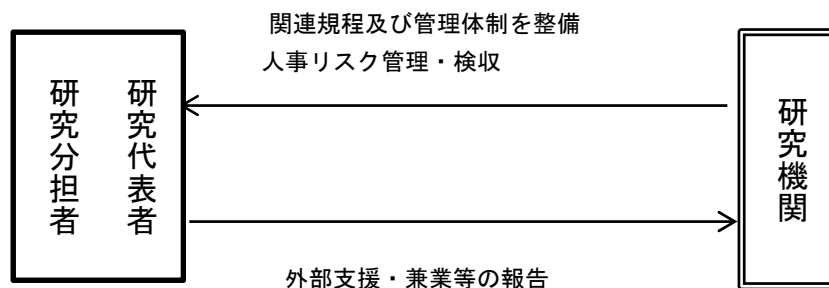 関連規程及び管理体制を整備
人事リスク管理・検収
研究代表者
研究分担者
研究機関
外部支援・兼業等の報告